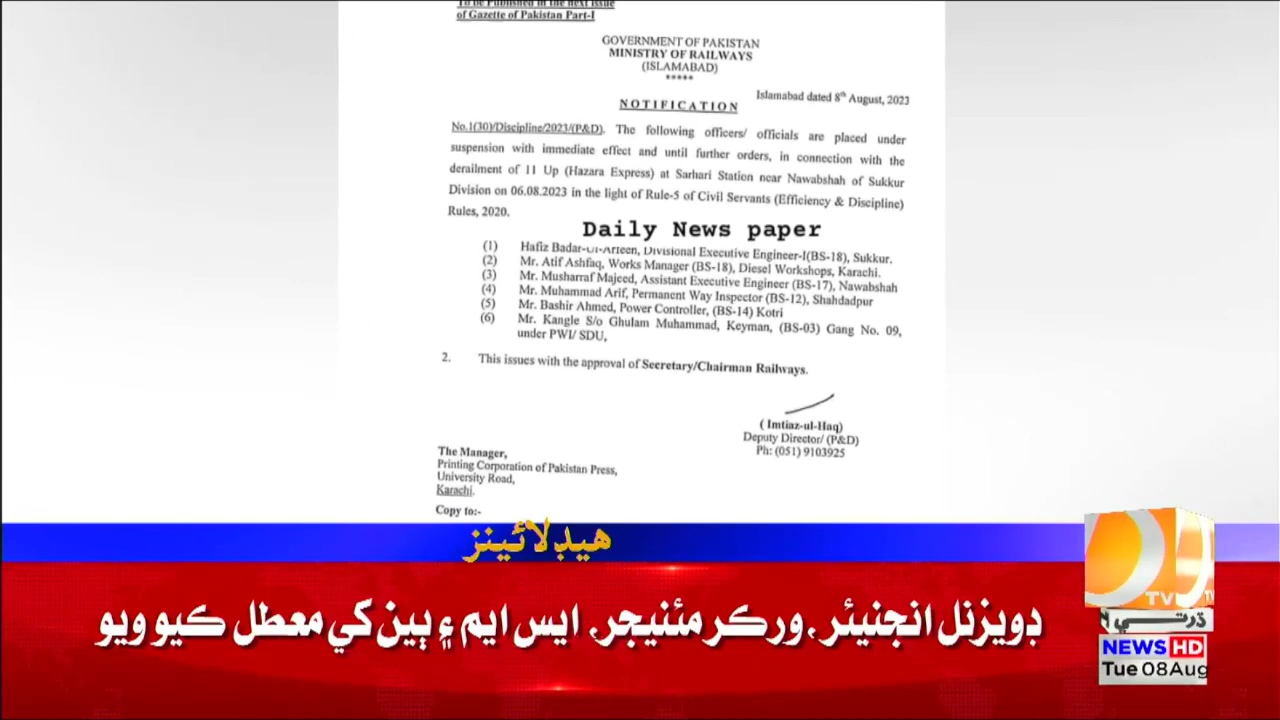 To be Published in the next issue
of Gazette of Pakistan Part-I
GOVERNMENT OF PAKISTAN
MINISTRY OF RAILWAYS
(ISLAMABAD)
*****
Islamabad dated 8th August, 2023
NOTIFICATION
No.1(30)/Discipline/2023/(P&D). The following officers/ officials are placed under
suspension with immediate effect and until further orders, in connection with the
derailment of 11 Up (Hazara Express) at Sarhari Station near Nawabshah of Sukkur
Division on 06.08.2023 in the light of Rule-5 of Civil Servants (Efficiency & Discipline)
Rules, 2020.
Daily News paper
(1) Hafiz Badar-Ul-Arfeen, Divisional Executive Engineer-I(BS-18), Sukkur.
(2) Mr. Atif Ashfaq, Works Manager (BS-18), Diesel Workshops, Karachi.
(3) Mr. Musharraf Majeed, Assistant Executive Engineer (BS-17), Nawabshah
(4) Mr. Muhammad Arif, Permanent Way Inspector (BS-12), Shahdadpur
(5) Mr. Bashir Ahmed, Power Controller, (BS-14) Kotri
(6) Mr. Kangle S/o Ghulam Muhammad, Keyman, (BS-03) Gang No. 09,
under PWI/ SDU,
2. This issues with the approval of Secretary/Chairman Railways.
( Imtiaz-ul-Haq)
Deputy Director/ (P&D)
Ph: (051) 9103925
The Manager,
Printing Corporation of Pakistan Press,
University Road,
Karachi.
Copy to:-
هيڊلائينز
ڊويزنل انجنيئر، ورڪر مئنيجر، ايس ايم ۽ ٻين کي معطل ڪيو ويو
TV
ڌرتي
NEWS HD
Tue 08Aug